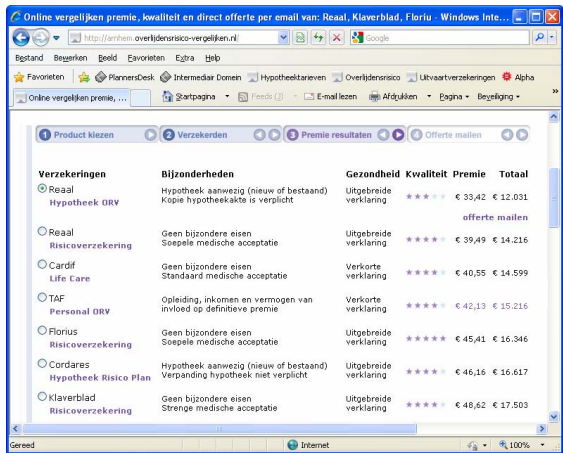 Online vergelijken premie, kwaliteit en direct offerte per email van: Reaal, Klaverblad, Floriu - Windows Inte...
http://arnhem.overlijdensrisico-vergelijken.nl/
Google
Bestand Bewerken Beeld Favorieten Extra Help
Favorieten PlannersDesk Intermediair Domein Hypotheektarieven Overlijdensrisico Uitvaartverzekeringen Alpha
Online vergelijken premie, ... Startpagina Feeds (J) E-mail lezen Afdrukken Pagina Beveiliging »
1 Product kiezen 2 Verzekerden 3 Premie resultaten 4 Offerte mailen
Verzekeringen Bijzonderheden Gezondheid Kwaliteit Premie Totaal
Reaal Hypotheek aanwezig (nieuw of bestaand) Uitgebreide
Hypotheek ORV Kopie hypotheekakte is verplicht verklaring € 33,42 € 12.031
offerte mailen
Reaal Geen bijzondere eisen Uitgebreide
Risicoverzekering Soepele medische acceptatie verklaring € 39,49 € 14.216
Cardif Geen bijzondere eisen Verkorte
Life Care Standaard medische acceptatie verklaring € 40,55 € 14.599
TAF Opleiding, inkomen en vermogen van Verkorte
Personal ORV invloed op definitieve premie verklaring € 42,13 € 15.216
Florius Geen bijzondere eisen Uitgebreide
Risicoverzekering Soepele medische acceptatie verklaring € 45,41 € 16.346
Cordares Hypotheek aanwezig (nieuw of bestaand) Uitgebreide
Hypotheek Risico Plan Verpanding hypotheek niet verplicht verklaring € 46,16 € 16.617
Klaverblad Geen bijzondere eisen Uitgebreide
Risicoverzekering Strenge medische acceptatie verklaring € 48,62 € 17.503
Gereed Internet 100%